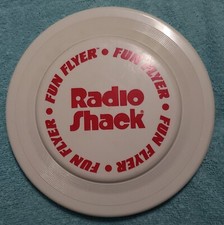 FUN FLYER® • FUN FLYER • FUN FLYER • FUN FLYER •
Radio
Shack®